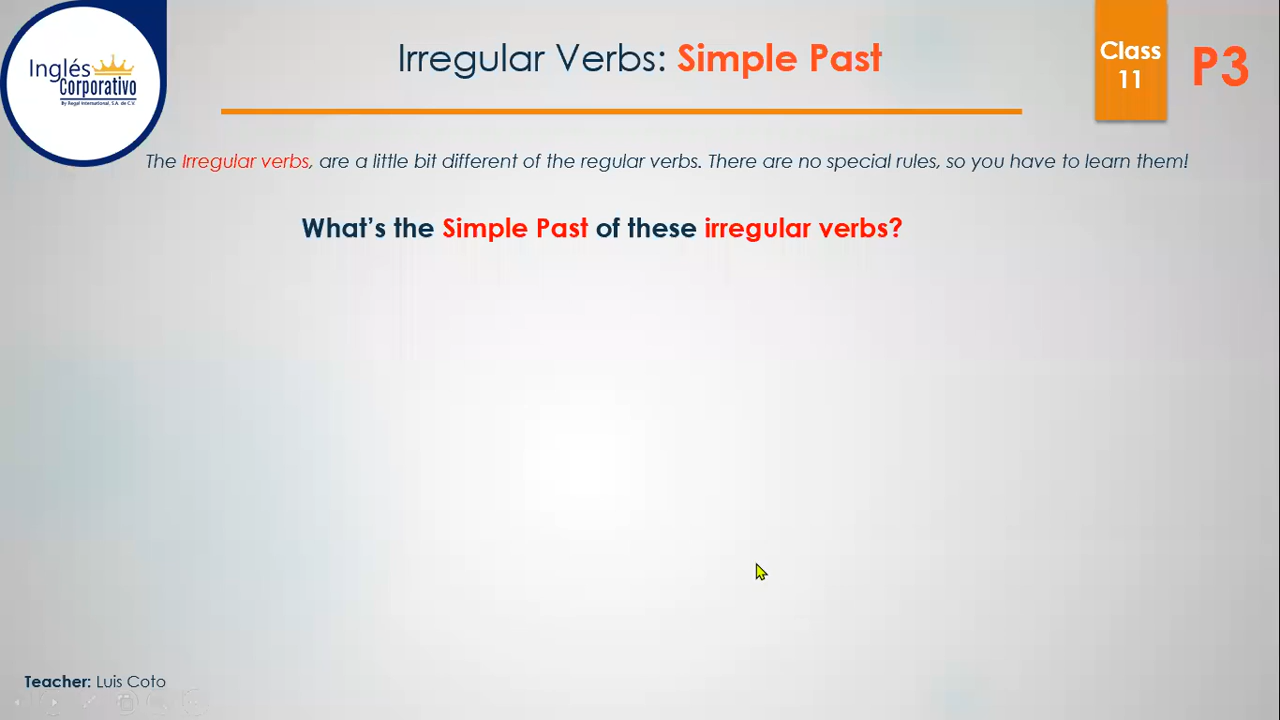 Inglés
Corporativo
By Regal International, S.A. de C.V.
Irregular Verbs: Simple Past
Class
11
P3
The Irregular verbs, are a little bit different of the regular verbs. There are no special rules, so you have to learn them!
What's the Simple Past of these irregular verbs?
Teacher: Luis Coto